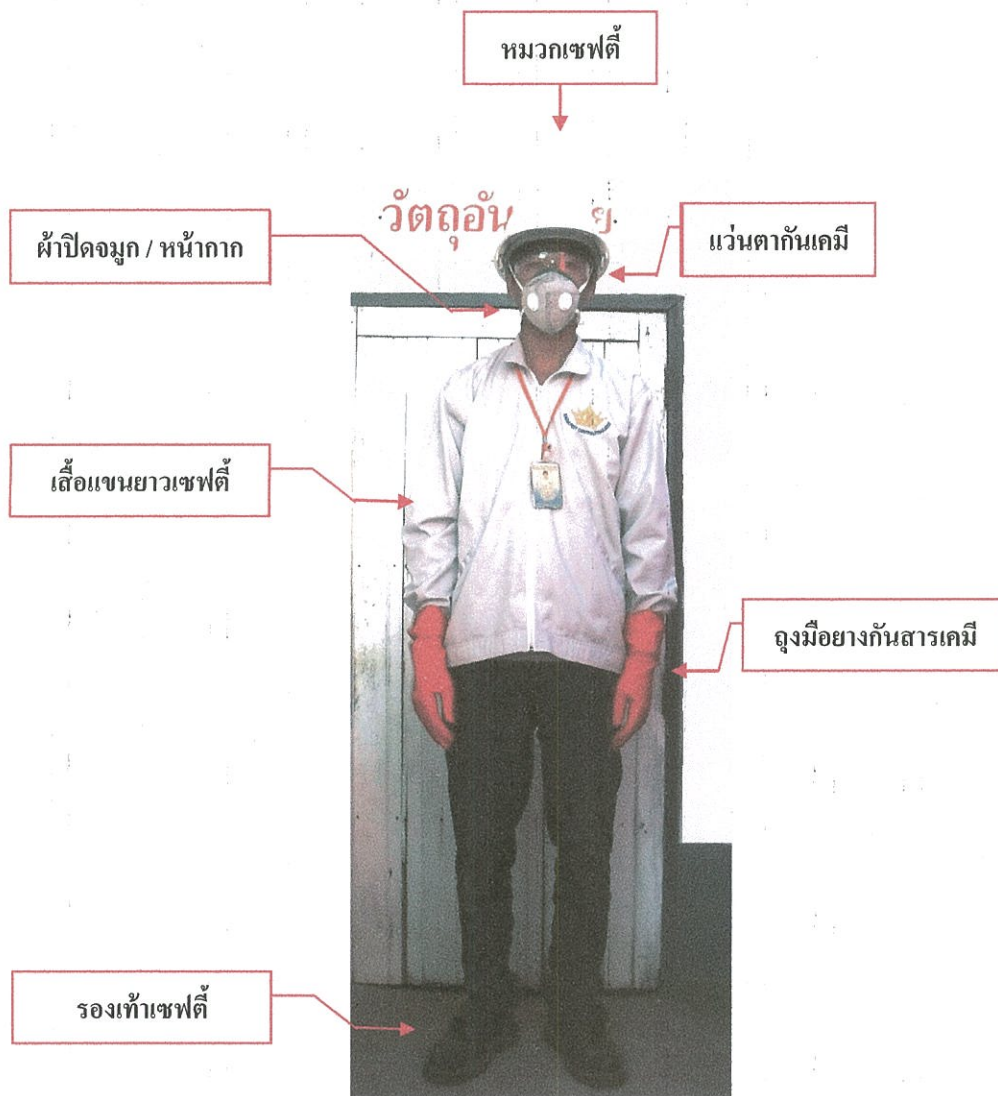 หมวกเซฟตี้
วัตถุอัน
ผ้าปิดจมูก / หน้ากาก
แว่นตากันเคมี
เสื้อแขนยาวเซฟตี้
ถุงมือยางกันสารเคมี
รองเท้าเซฟตี้